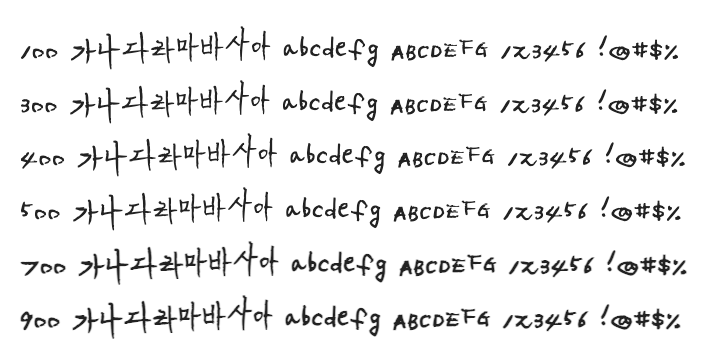 100 가나다라마바사아 abcdefg ABCDEFG 123456 !@#$%
300 가나다라마바사아 abcdefg ABCDEFG 123456 !@#$%
400 가나다라마바사아 abcdefg ABCDEFG 123456 !@#$%
500 가나다라마바사아 abcdefg ABCDEFG 123456 !@#$%
700 가나다라마바사아 abcdefg ABCDEFG 123456 !@#$%
900 가나다라마바사아 abcdefg ABCDEFG 123456 !@#$%